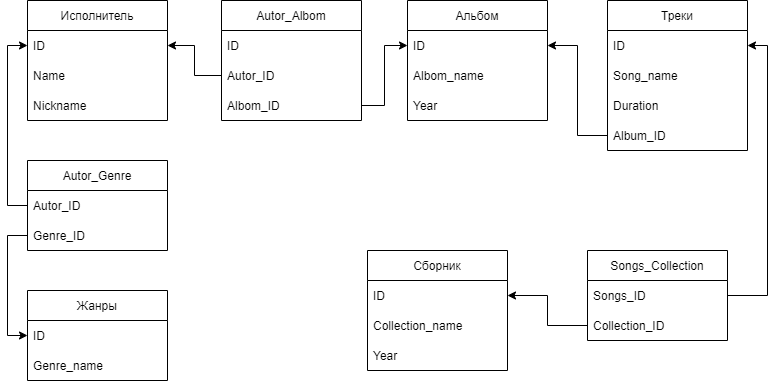 Исполнитель
ID
Name
Nickname
Autor_Albom
ID
Autor_ID
Albom_ID
Альбом
ID
Albom_name
Year
Треки
ID
Song_name
Duration
Album_ID
Autor_Genre
Autor_ID
Genre_ID
Жанры
ID
Genre_name
Сборник
ID
Collection_name
Year
Songs_Collection
Songs_ID
Collection_ID